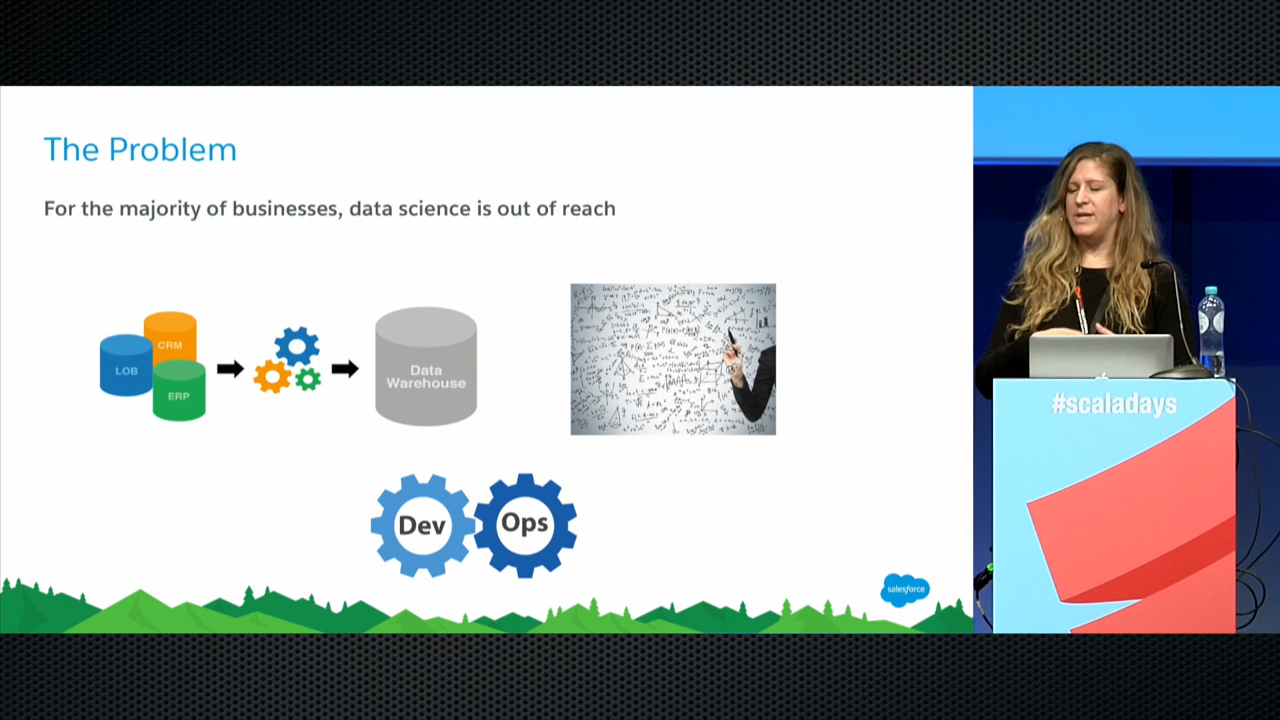 The Problem
For the majority of businesses, data science is out of reach
CRM
LOB
ERP
Data
Warehouse
Dev
Ops
salesforce
#scaladays